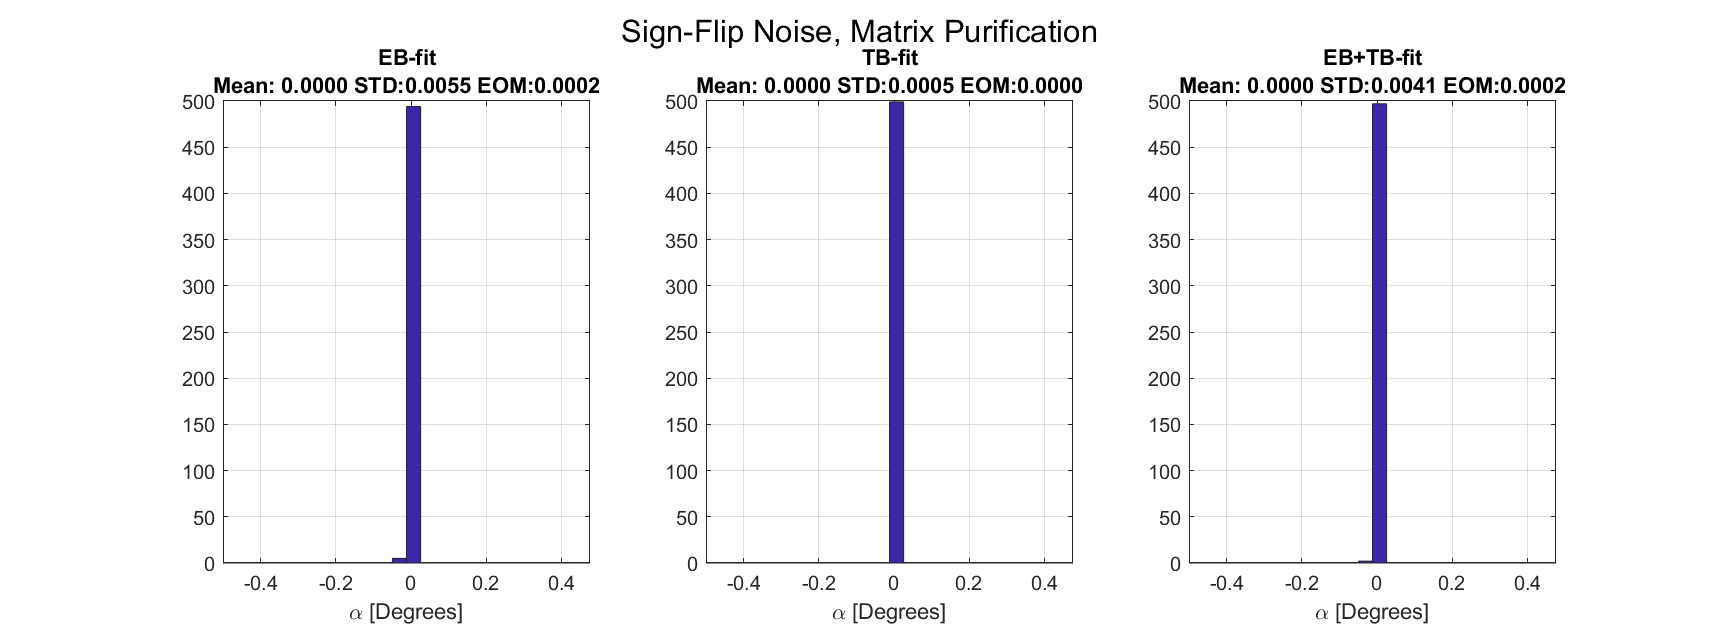 Sign-Flip Noise, Matrix Purification
EB-fit
Mean: 0.0000 STD:0.0055 EOM:0.0002
500
450
400
350
300
250
200
150
100
50
0
-0.4 -0.2 0 0.2 0.4
α [Degrees]
TB-fit
Mean: 0.0000 STD:0.0005 EOM:0.0000
500
450
400
350
300
250
200
150
100
50
0
-0.4 -0.2 0 0.2 0.4
α [Degrees]
EB+TB-fit
Mean: 0.0000 STD:0.0041 EOM:0.0002
500
450
400
350
300
250
200
150
100
50
0
-0.4 -0.2 0 0.2 0.4
α [Degrees]